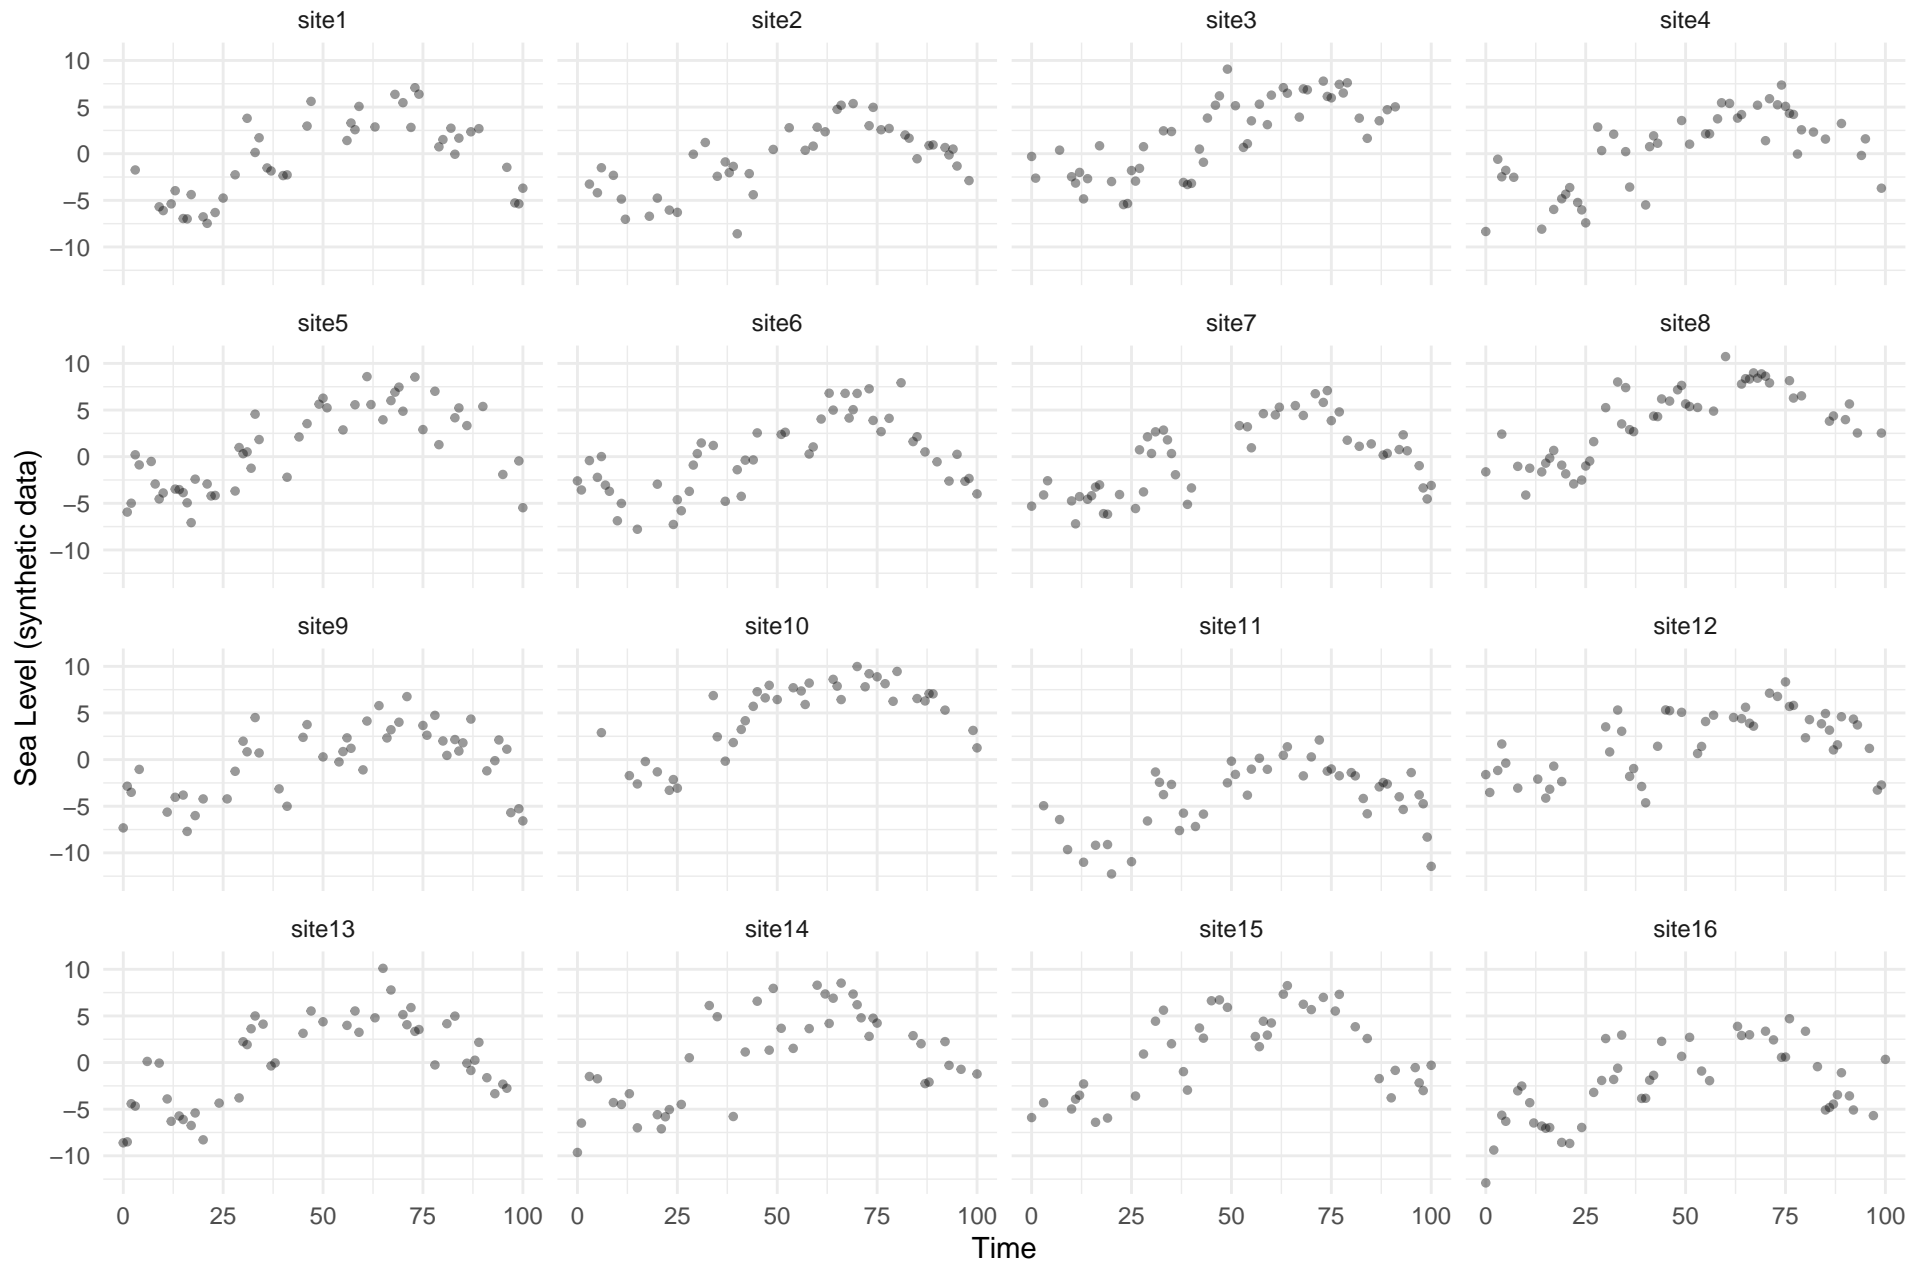 site1 site2 site3 site4
10
5
0
−5
−10
site5 site6 site7 site8
10
5
0
−5
−10
site9 site10 site11 site12
10
5
0
−5
−10
site13 site14 site15 site16
10
5
0
−5
−10
0 25 50 75 100 0 25 50 75 100 0 25 50 75 100 0 25 50 75 100
Time
Sea Level (synthetic data)